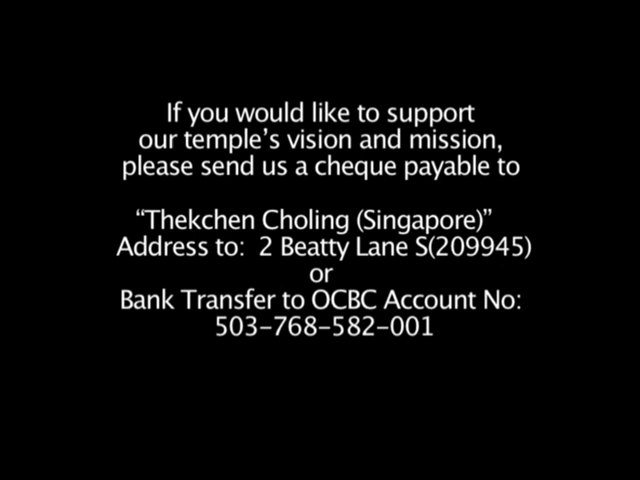 If you would like to support
our temple's vision and mission,
please send us a cheque payable to
“Thekchen Choling (Singapore)”
Address to:  2 Beatty Lane S(209945)
or
Bank Transfer to OCBC Account No:
503-768-582-001